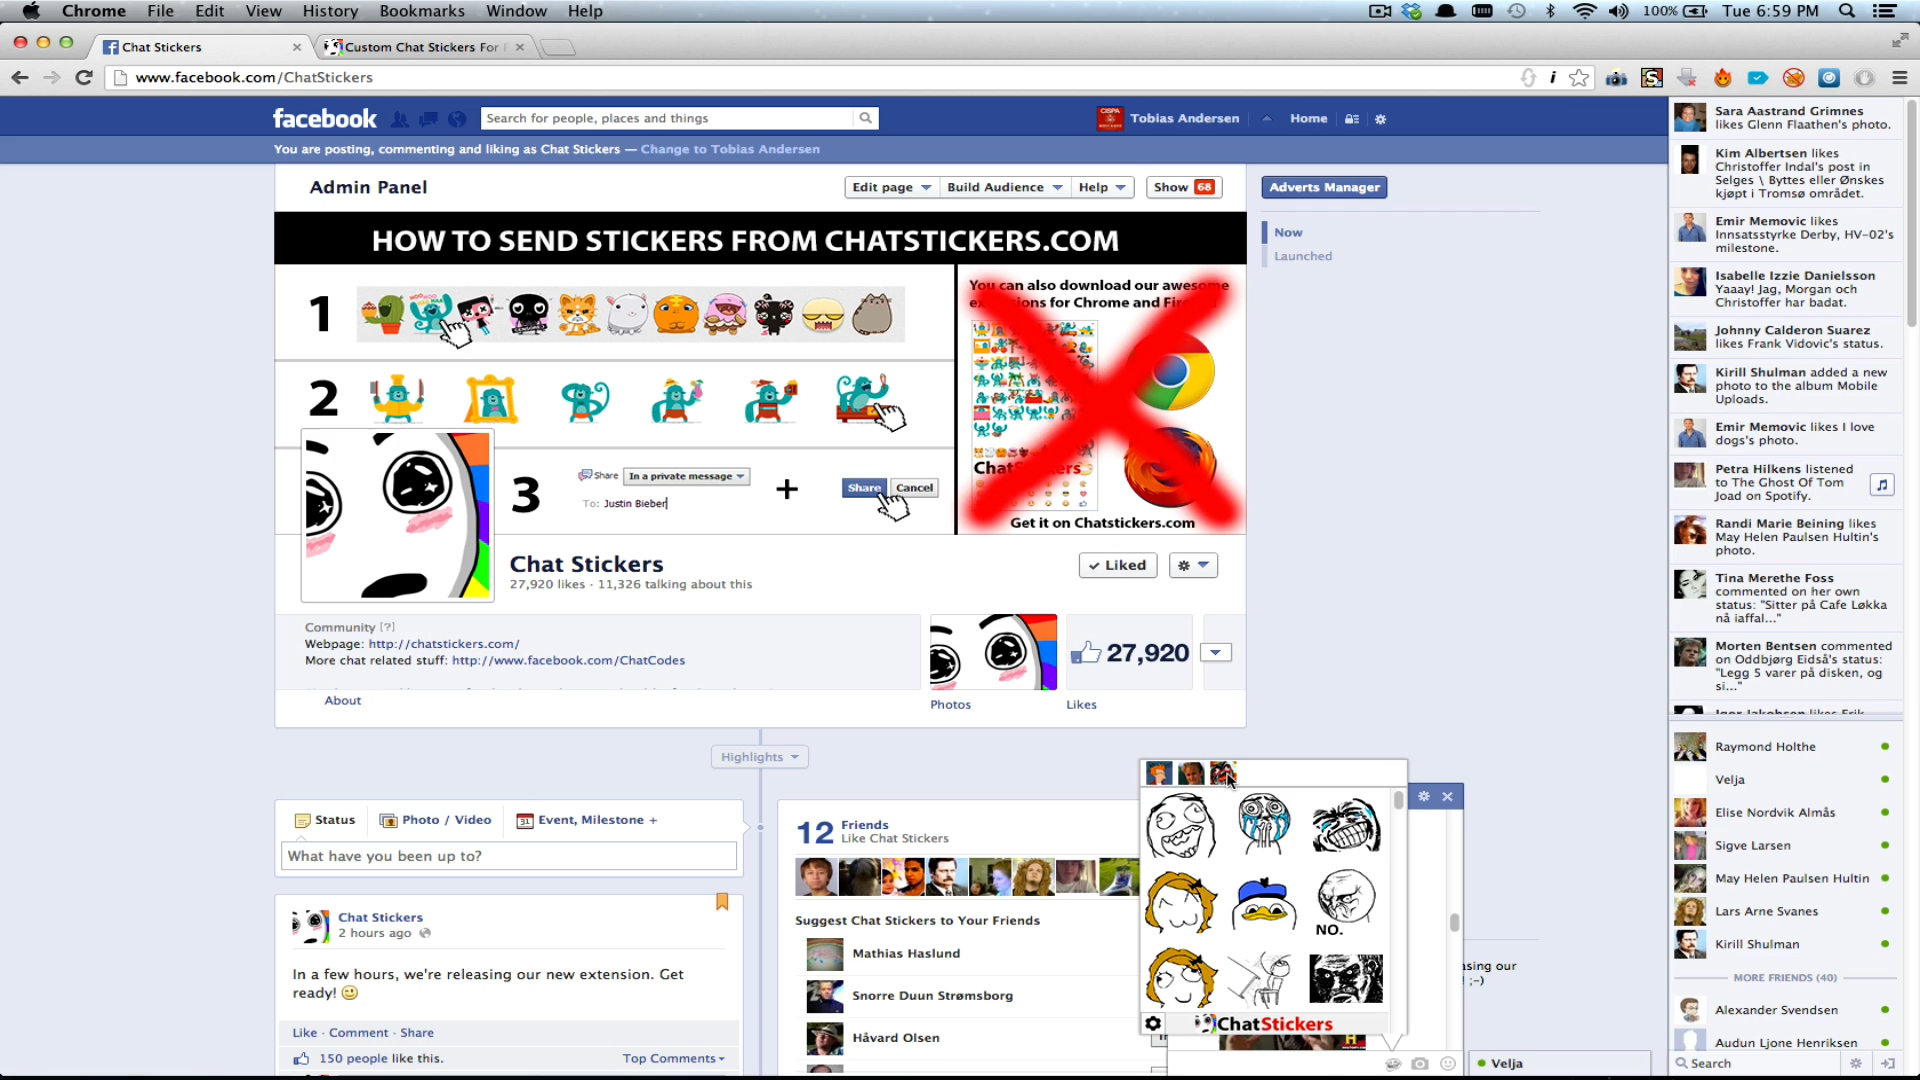 Chrome File Edit View History Bookmarks Window Help
100% Tue 6:59 PM
Chat Stickers
Custom Chat Stickers For
www.facebook.com/ChatStickers
facebook
Search for people, places and things
Tobias Andersen
Home
You are posting, commenting and liking as Chat Stickers — Change to Tobias Andersen
Admin Panel
Edit page
Build Audience
Help
Show 68
Adverts Manager
Now
Launched
HOW TO SEND STICKERS FROM CHATSTICKERS.COM
1
2
3
Share In a private message
To: Justin Bieber
+
Share Cancel
You can also download our awesome
for Chrome and
Get it on Chatstickers.com
Chat Stickers
27,920 likes · 11,326 talking about this
Liked
Community [?]
Webpage: http://chatstickers.com/
More chat related stuff: http://www.facebook.com/ChatCodes
About
27,920
Photos
Likes
Highlights
Status
Photo / Video
31 Event, Milestone +
What have you been up to?
Chat Stickers
2 hours ago
In a few hours, we're releasing our new extension. Get
ready!
Like · Comment · Share
150 people like this.
Top Comments
12 Friends
Like Chat Stickers
Suggest Chat Stickers to Your Friends
Mathias Haslund
Snorre Duun Strømsborg
Håvard Olsen
NO.
ChatStickers
asing our
;-)
H
Velja
Sara Aastrand Grimnes
likes Glenn Flaathen's photo.
Kim Albertsen likes
Christoffer Indal's post in
Selges \ Byttes eller Ønskes
kjøpt i Tromsø området.
Emir Memovic likes
Innsatsstyrke Derby, HV-02's
milestone.
Isabelle Izzie Danielsson
Yaaay! Jag, Morgan och
Christoffer har badat.
Johnny Calderon Suarez
likes Frank Vidovic's status.
Kirill Shulman added a new
photo to the album Mobile
Uploads.
Emir Memovic likes I love
dogs's photo.
Petra Hilkens listened
to The Ghost Of Tom
Joad on Spotify.
Randi Marie Beining likes
May Helen Paulsen Hultin's
photo.
Tina Merethe Foss
commented on her own
status: "Sitter på Cafe Løkka
nå iaffal..."
Morten Bentsen commented
on Oddbjørg Eidså's status:
"Legg 5 varer på disken, og
si..."
Raymond Holthe
Velja
Elise Nordvik Almås
Sigve Larsen
May Helen Paulsen Hultin
Lars Arne Svanes
Kirill Shulman
MORE FRIENDS (40)
Alexander Svendsen
Audun Ljone Henriksen
Search